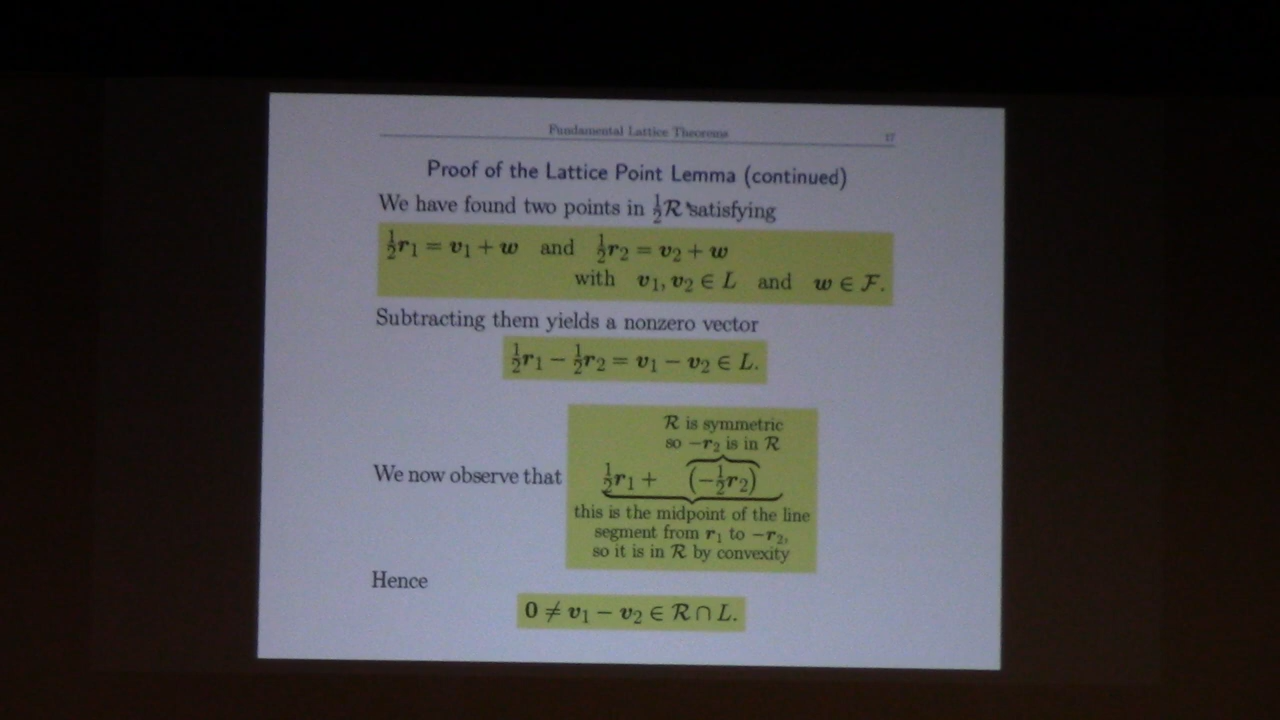 Fundamental Lattice Theorems 17
Proof of the Lattice Point Lemma (continued)
We have found two points in ½ℛ satisfying
½r₁ = v₁ + w and ½r₂ = v₂ + w
with v₁, v₂ ∈ L and w ∈ ℱ.
Subtracting them yields a nonzero vector
½r₁ − ½r₂ = v₁ − v₂ ∈ L.
ℛ is symmetric
so −r₂ is in ℛ
We now observe that ½r₁ + (−½r₂)
this is the midpoint of the line
segment from r₁ to −r₂,
so it is in ℛ by convexity
Hence
0 ≠ v₁ − v₂ ∈ ℛ ∩ L.